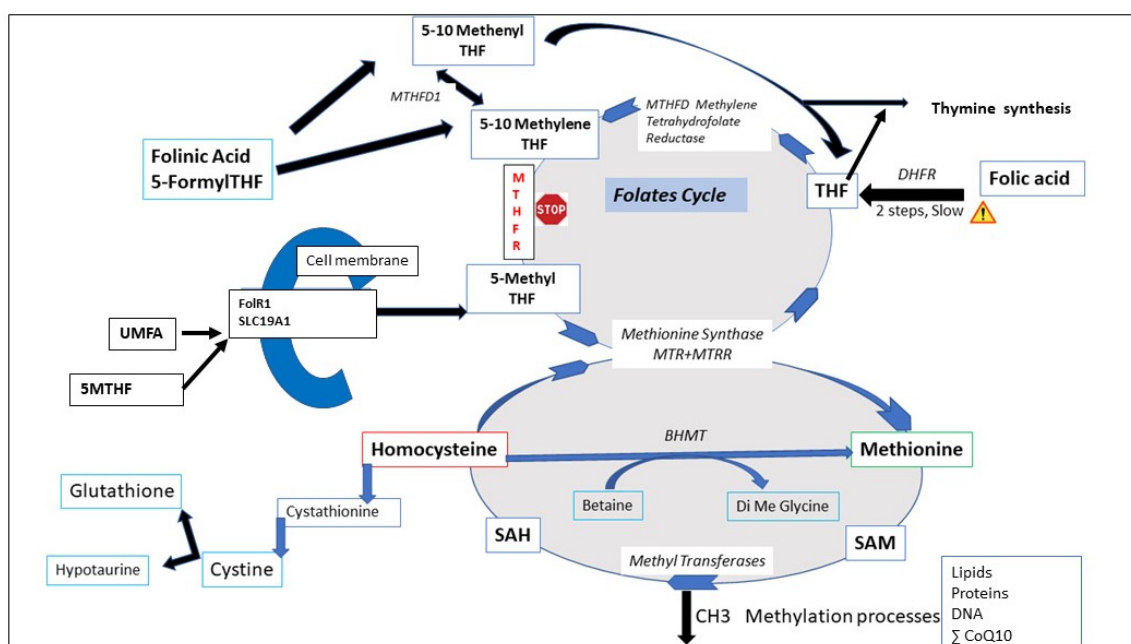 5-10 Methenyl
THF
MTHFD1
5-10 Methylene
THF
MTHFD Methylene
Tetrahydrofolate
Reductase
Thymine synthesis
Folinic Acid
5-FormylTHF
M
T
H
F
R
STOP
Folates Cycle
THF
DHFR
2 steps, Slow
Folic acid
Cell membrane
5-Methyl
THF
FolR1
SLC19A1
UMFA
5MTHF
Methionine Synthase
MTR+MTRR
Homocysteine
BHMT
Methionine
Glutathione
Cystathionine
Betaine
Di Me Glycine
Hypotaurine
Cystine
SAH
SAM
Methyl Transferases
CH3 Methylation processes
Lipids
Proteins
DNA
∑ CoQ10